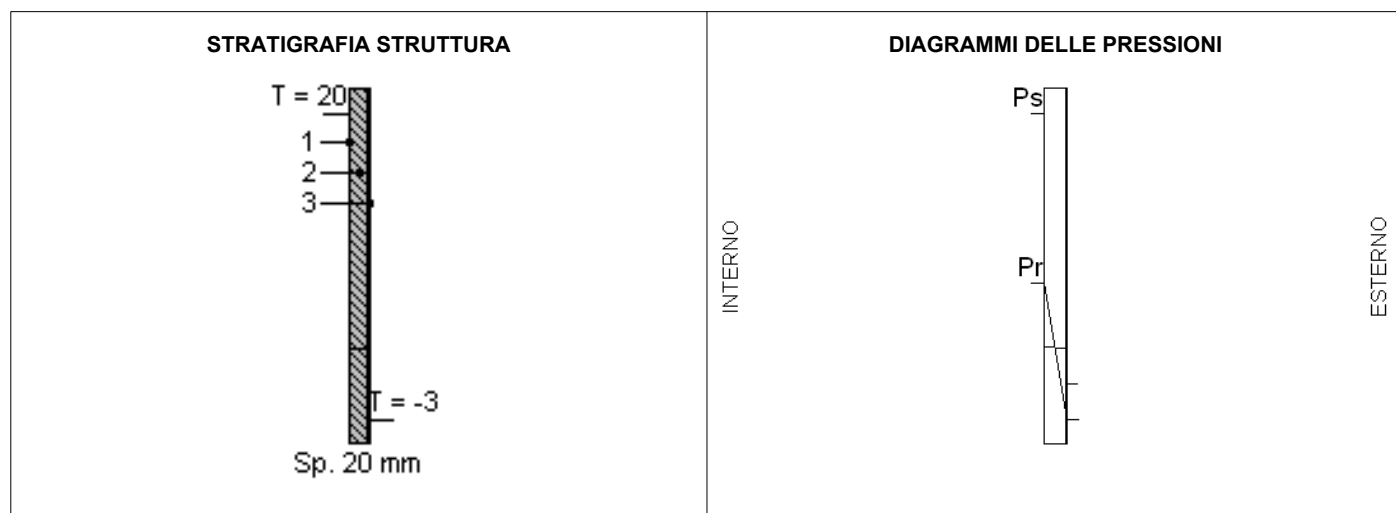 STRATIGRAFIA STRUTTURA
T = 20
1
2
3
T = -3
Sp. 20 mm
DIAGRAMMI DELLE PRESSIONI
Ps
Pr
INTERNO
ESTERNO